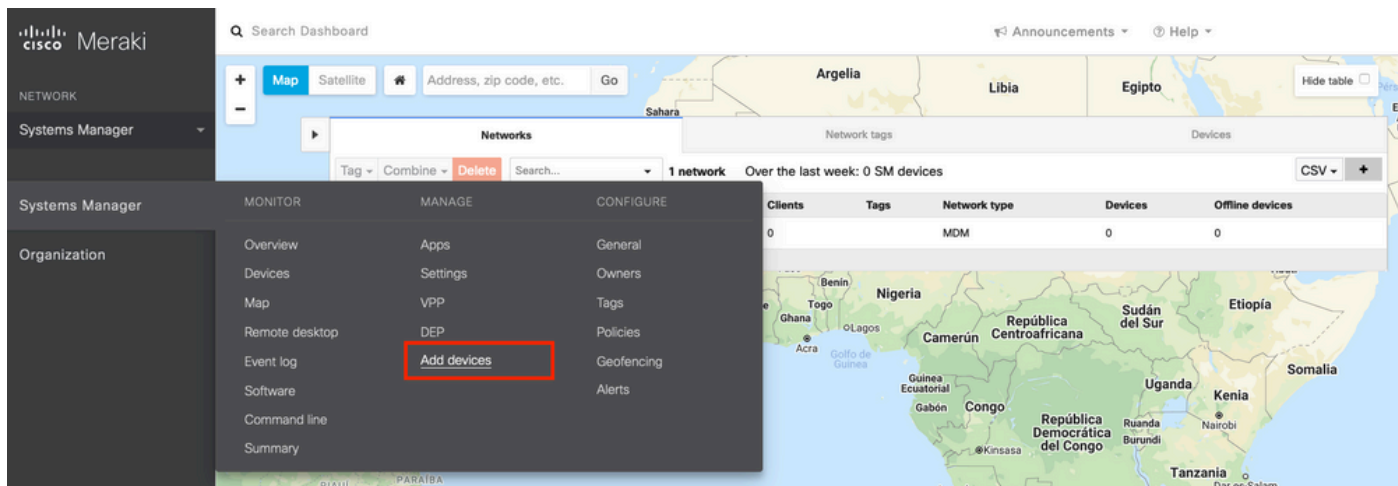 cisco Meraki
Search Dashboard
Announcements
Help
NETWORK
Systems Manager
Systems Manager
Organization
+
−
Map
Satellite
Address, zip code, etc.
Go
Hide table
Networks
Network tags
Devices
Tag
Combine
Delete
Search...
1 network
Over the last week: 0 SM devices
CSV
+
Clients
Tags
Network type
Devices
Offline devices
0
MDM
0
0
MONITOR
Overview
Devices
Map
Remote desktop
Event log
Software
Command line
Summary
MANAGE
Apps
Settings
VPP
DEP
Add devices
CONFIGURE
General
Owners
Tags
Policies
Geofencing
Alerts
Argelia
Libia
Egipto
Sahara
Benín
Togo
Ghana
Acra
Nigeria
Lagos
Golfo de
Guinea
Camerún
República
Centroafricana
Sudán
del Sur
Etiopía
Somalia
Guinea
Ecuatorial
Gabón
Congo
Uganda
Kenia
Nairobi
República
Democrática
del Congo
Ruanda
Burundi
Kinsasa
Tanzania
Dar es-Salam
PIAUÍ
PARAÍBA